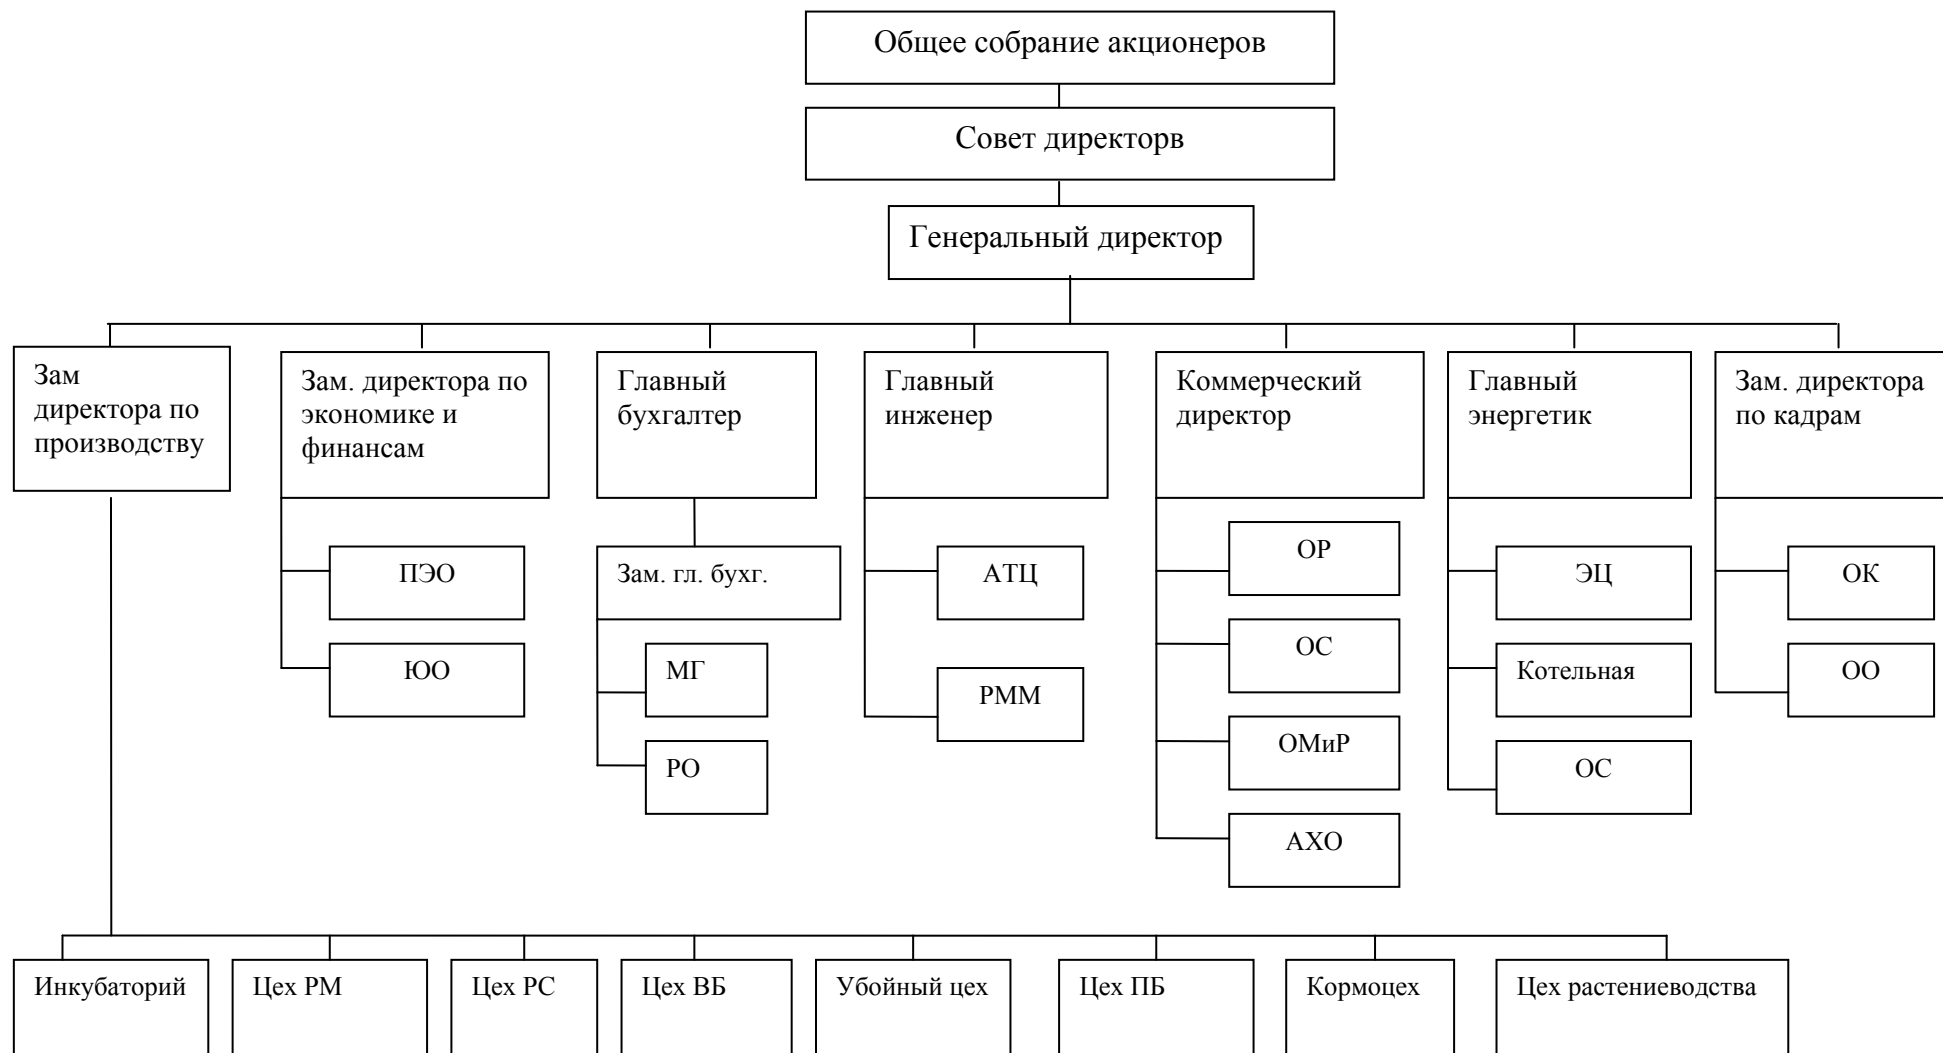 Общее собрание акционеров
Совет директорв
Генеральный директор
Зам
директора по
производству
Зам. директора по
экономике и
финансам
Главный
бухгалтер
Главный
инженер
Коммерческий
директор
Главный
энергетик
Зам. директора
по кадрам
ПЭО
ЮО
Зам. гл. бухг.
МГ
РО
АТЦ
РММ
ОР
ОС
ОМиР
АХО
ЭЦ
Котельная
ОС
ОК
ОО
Инкубаторий
Цех РМ
Цех РС
Цех ВБ
Убойный цех
Цех ПБ
Кормоцех
Цех растениеводства